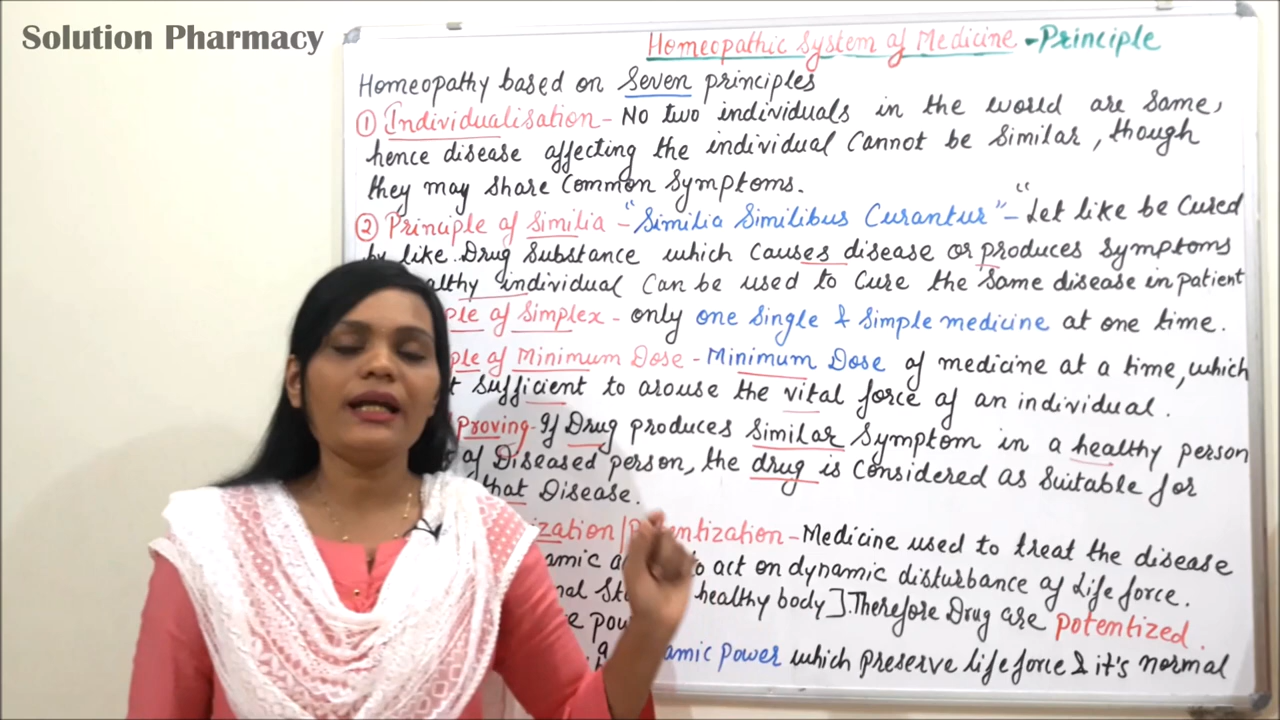 Solution Pharmacy
Homeopathic System of Medicine - Principle
Homeopathy based on Seven principles
① Individualisation - No two individuals in the world are same,
hence disease affecting the individual cannot be similar, though
they may share common symptoms.
② Principle of Similia - "Similia Similibus Curantur" - "Let like be cured
like. Drug substance which causes disease or produces symptoms
individual can be used to cure the same disease in patient
of Simplex - only one single & simple medicine at one time.
of Minimum Dose - Minimum Dose of medicine at a time, which
sufficient to arouse the vital force of an individual.
Proving - If Drug produces similar symptom in a healthy person
of Diseased person, the drug is considered as suitable for
that Disease.
- Medicine used to treat the disease
to act on dynamic disturbance of life force.
healthy body]. Therefore Drug are potentized.
power which preserve life force & it's normal